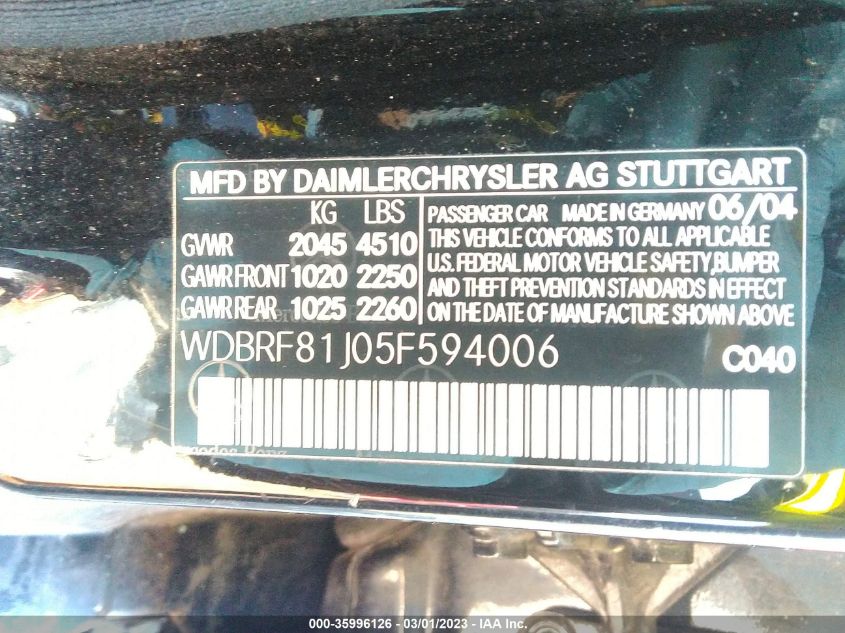 MFD BY DAIMLERCHRYSLER AG STUTTGART
KG LBS
GVWR 2045 4510
GAWR FRONT 1020 2250
GAWR REAR 1025 2260
PASSENGER CAR MADE IN GERMANY 06/04
THIS VEHICLE CONFORMS TO ALL APPLICABLE
U.S. FEDERAL MOTOR VEHICLE SAFETY,BUMPER
AND THEFT PREVENTION STANDARDS IN EFFECT
ON THE DATE OF MANUFACTURE SHOWN ABOVE
WDBRF81J05F594006
C040
000-35996126 - 03/01/2023 - IAA Inc.